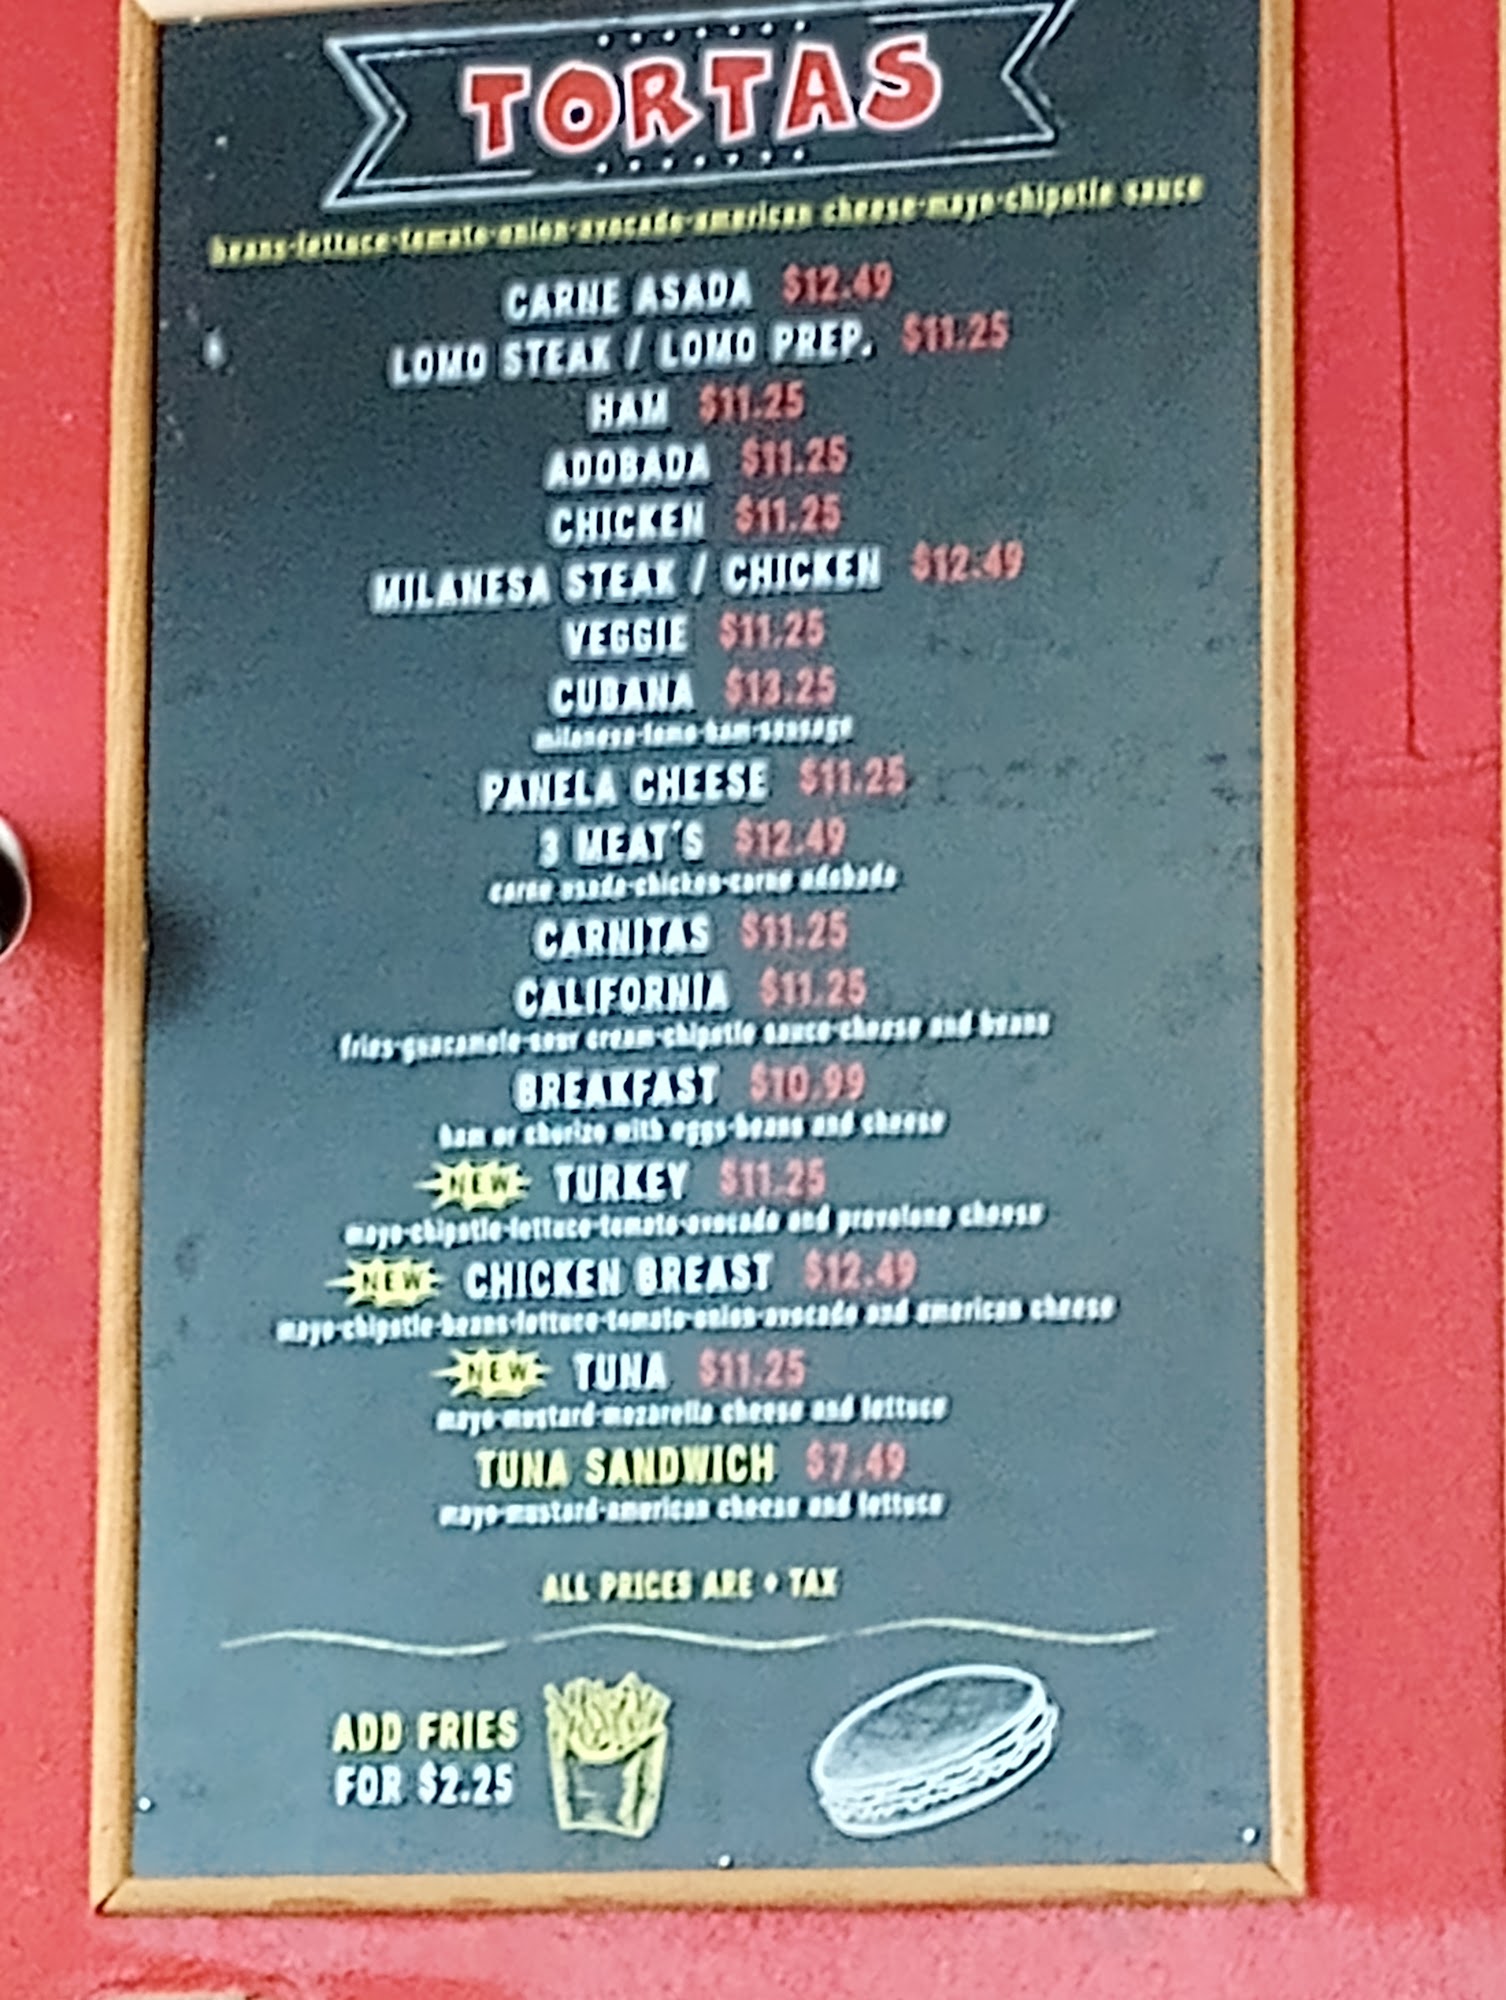 TORTAS
beans-lettuce-tomato-onion-avocado-american cheese-mayo-chipotle sauce
CARNE ASADA $12.49
LOMO STEAK / LOMO PREP. $11.25
HAM $11.25
ADOBADA $11.25
CHICKEN $11.25
MILANESA STEAK / CHICKEN $12.49
VEGGIE $11.25
CUBANA $13.25
milanesa-lomo-ham-sausage
PANELA CHEESE $11.25
3 MEAT'S $12.49
carne asada-chicken-carne adobada
CARNITAS $11.25
CALIFORNIA $11.25
fries-guacamole-sour cream-chipotle sauce-cheese and beans
BREAKFAST $10.99
ham or chorizo with eggs-beans and cheese
NEW TURKEY $11.25
mayo-chipotle-lettuce-tomato-avocado and provolone cheese
NEW CHICKEN BREAST $12.49
mayo-chipotle-beans-lettuce-tomato-onion-avocado and american cheese
NEW TUNA $11.25
mayo-mustard-mozarella cheese and lettuce
TUNA SANDWICH $7.49
mayo-mustard-american cheese and lettuce
ALL PRICES ARE + TAX
ADD FRIES
FOR $2.25